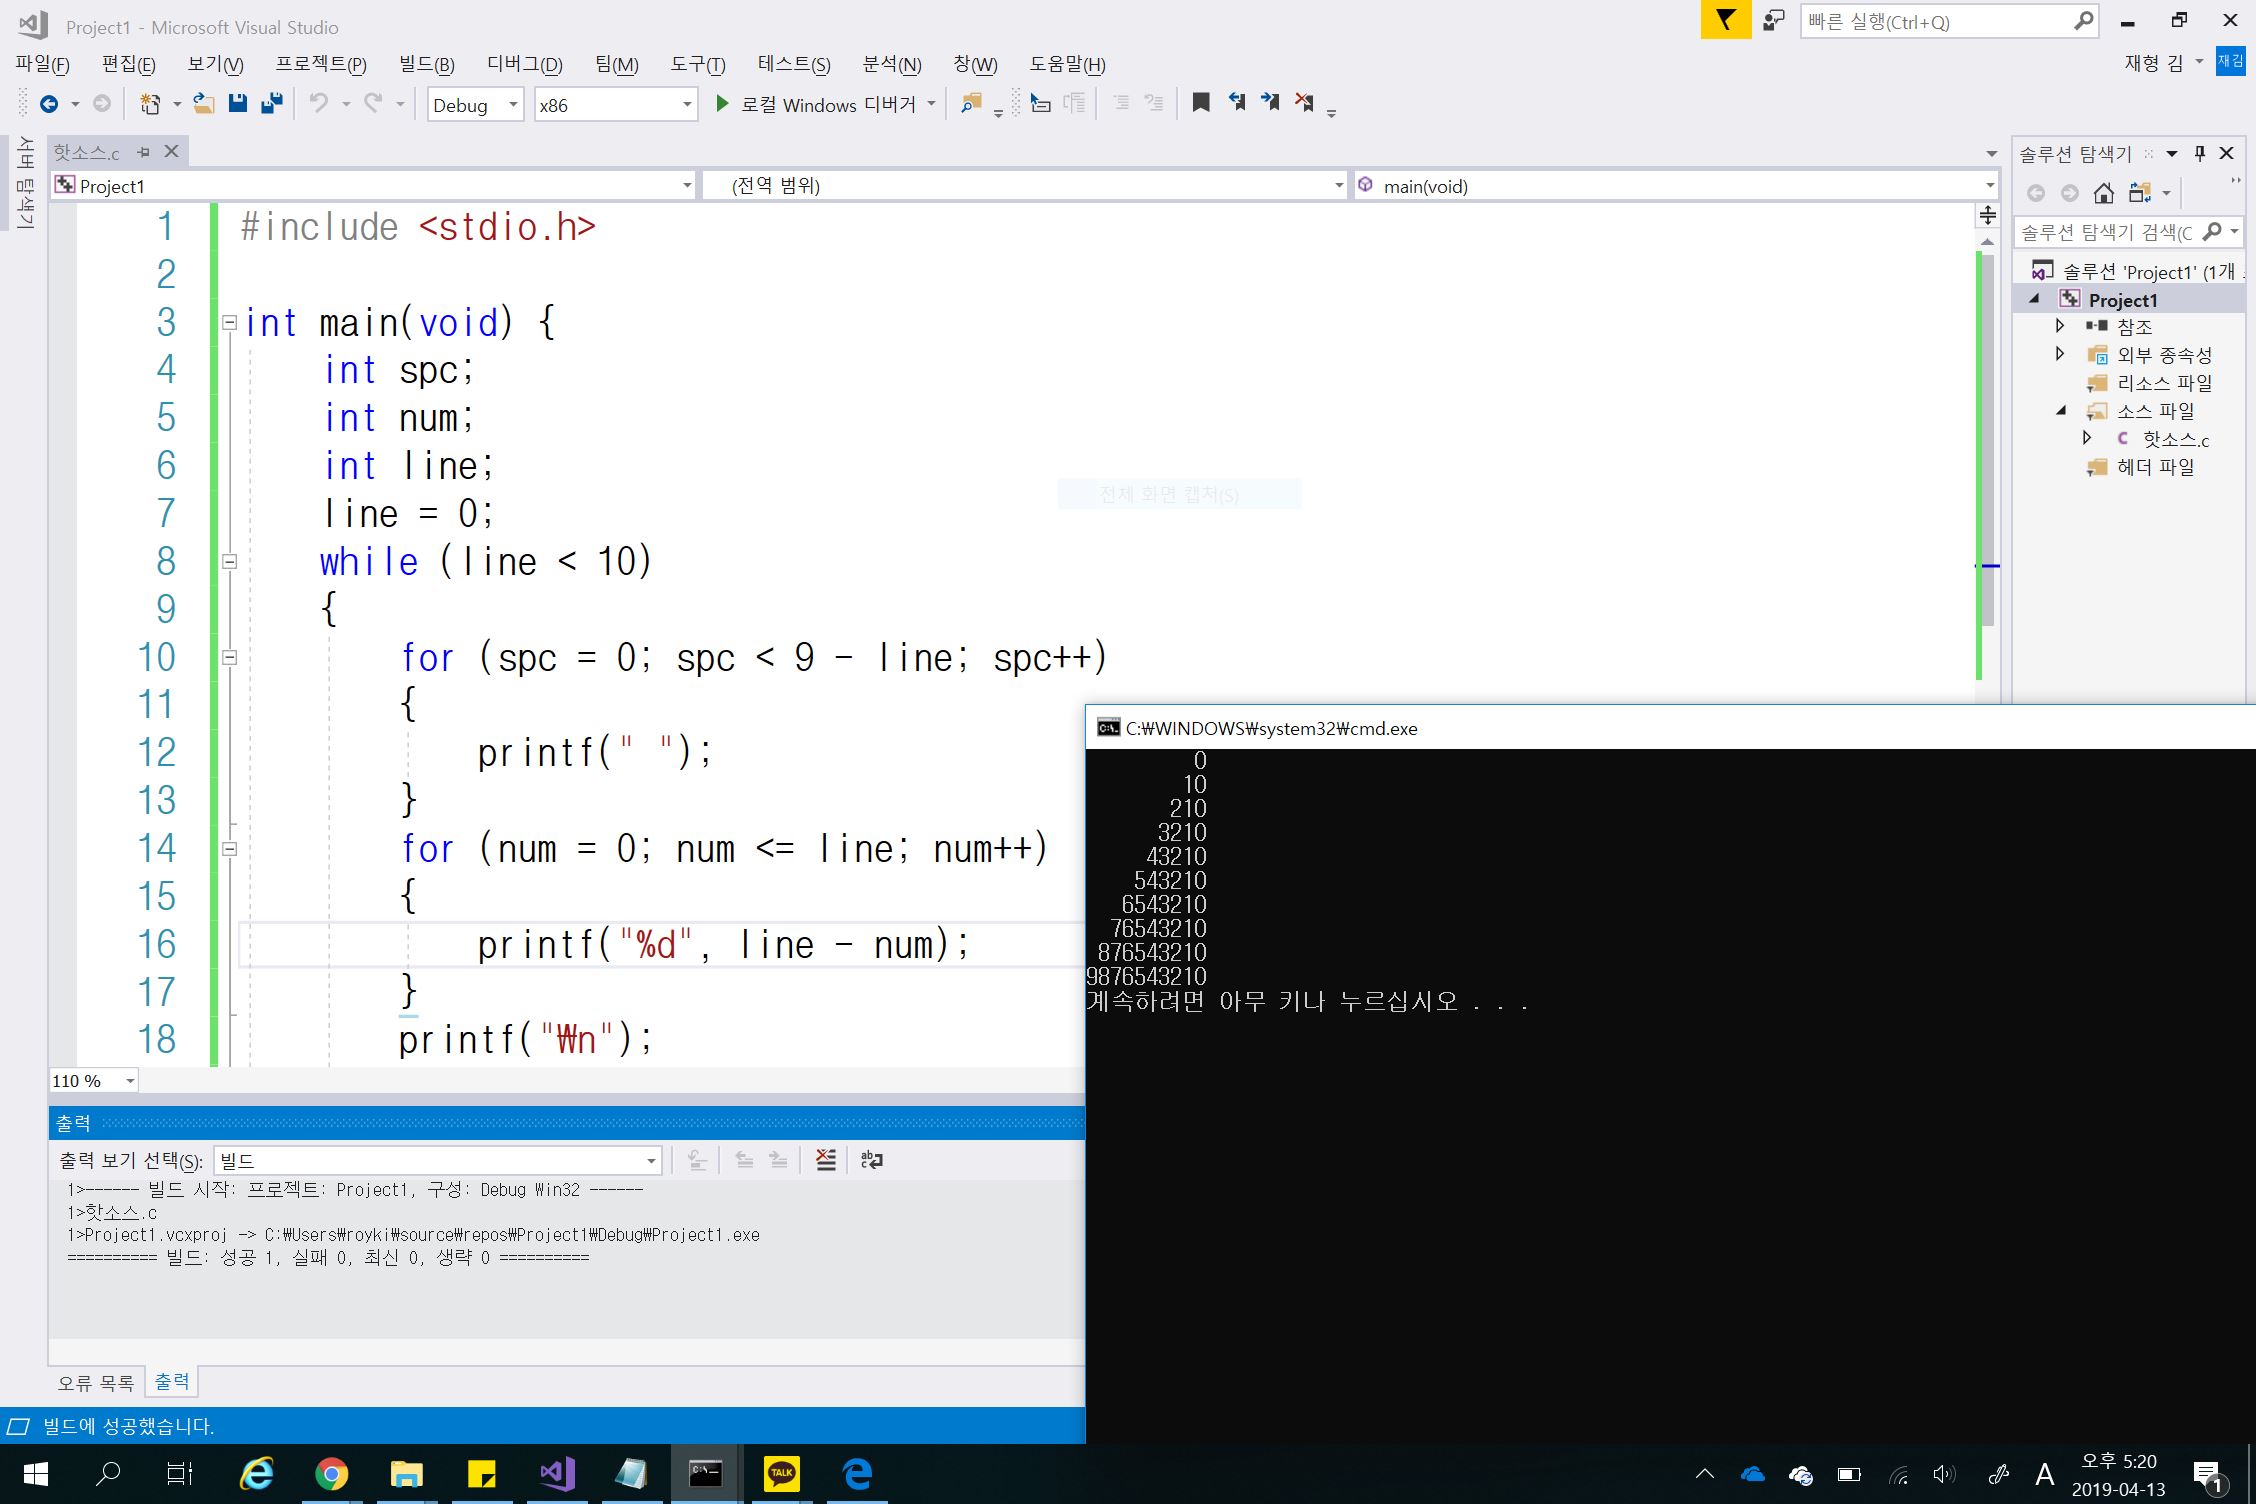 Project1 - Microsoft Visual Studio
빠른 실행(Ctrl+Q)
파일(F) 편집(E) 보기(V) 프로젝트(P) 빌드(B) 디버그(D) 팀(M) 도구(T) 테스트(S) 분석(N) 창(W) 도움말(H)
재형 김
재김
Debug x86 로컬 Windows 디버거
서버 탐색기
핫소스.c
Project1 (전역 범위) main(void)
1 #include <stdio.h>
2
3 int main(void) {
4 int spc;
5 int num;
6 int line;
7 line = 0;
8 while (line < 10)
9 {
10 for (spc = 0; spc < 9 - line; spc++)
11 {
12 printf(" ");
13 }
14 for (num = 0; num <= line; num++)
15 {
16 printf("%d", line - num);
17 }
18 printf("₩n");
전제 화면 캡처(S)
110 %
솔루션 탐색기
솔루션 탐색기 검색(C
솔루션 'Project1' (1개
Project1
참조
외부 종속성
리소스 파일
소스 파일
C 핫소스.c
헤더 파일
C:₩WINDOWS₩system32₩cmd.exe
0
10
210
3210
43210
543210
6543210
76543210
876543210
9876543210
계속하려면 아무 키나 누르십시오 . . .
출력
출력 보기 선택(S): 빌드
1>------ 빌드 시작: 프로젝트: Project1, 구성: Debug Win32 ------
1>핫소스.c
1>Project1.vcxproj -> C:₩Users₩royki₩source₩repos₩Project1₩Debug₩Project1.exe
========== 빌드: 성공 1, 실패 0, 최신 0, 생략 0 ==========
오류 목록 출력
빌드에 성공했습니다.
TALK
A
오후 5:20
2019-04-13
1